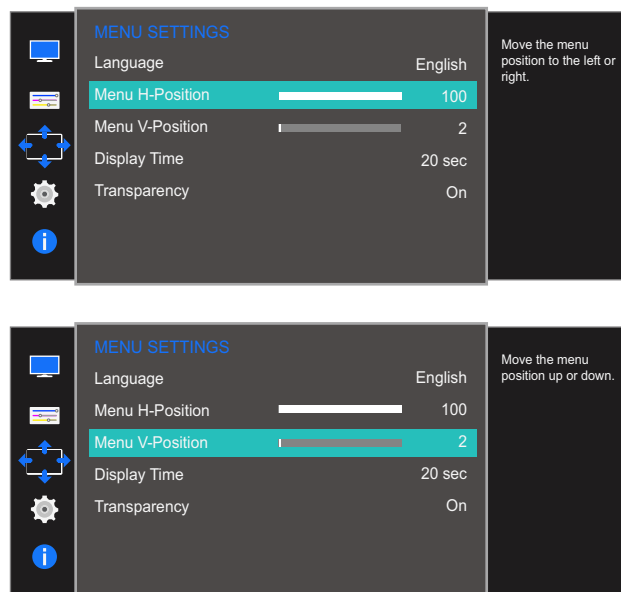 MENU SETTINGS
Language English
Menu H-Position 100
Menu V-Position 2
Display Time 20 sec
Transparency On
Move the menu
position to the left or
right.
i
MENU SETTINGS
Language English
Menu H-Position 100
Menu V-Position 2
Display Time 20 sec
Transparency On
Move the menu
position up or down.
i